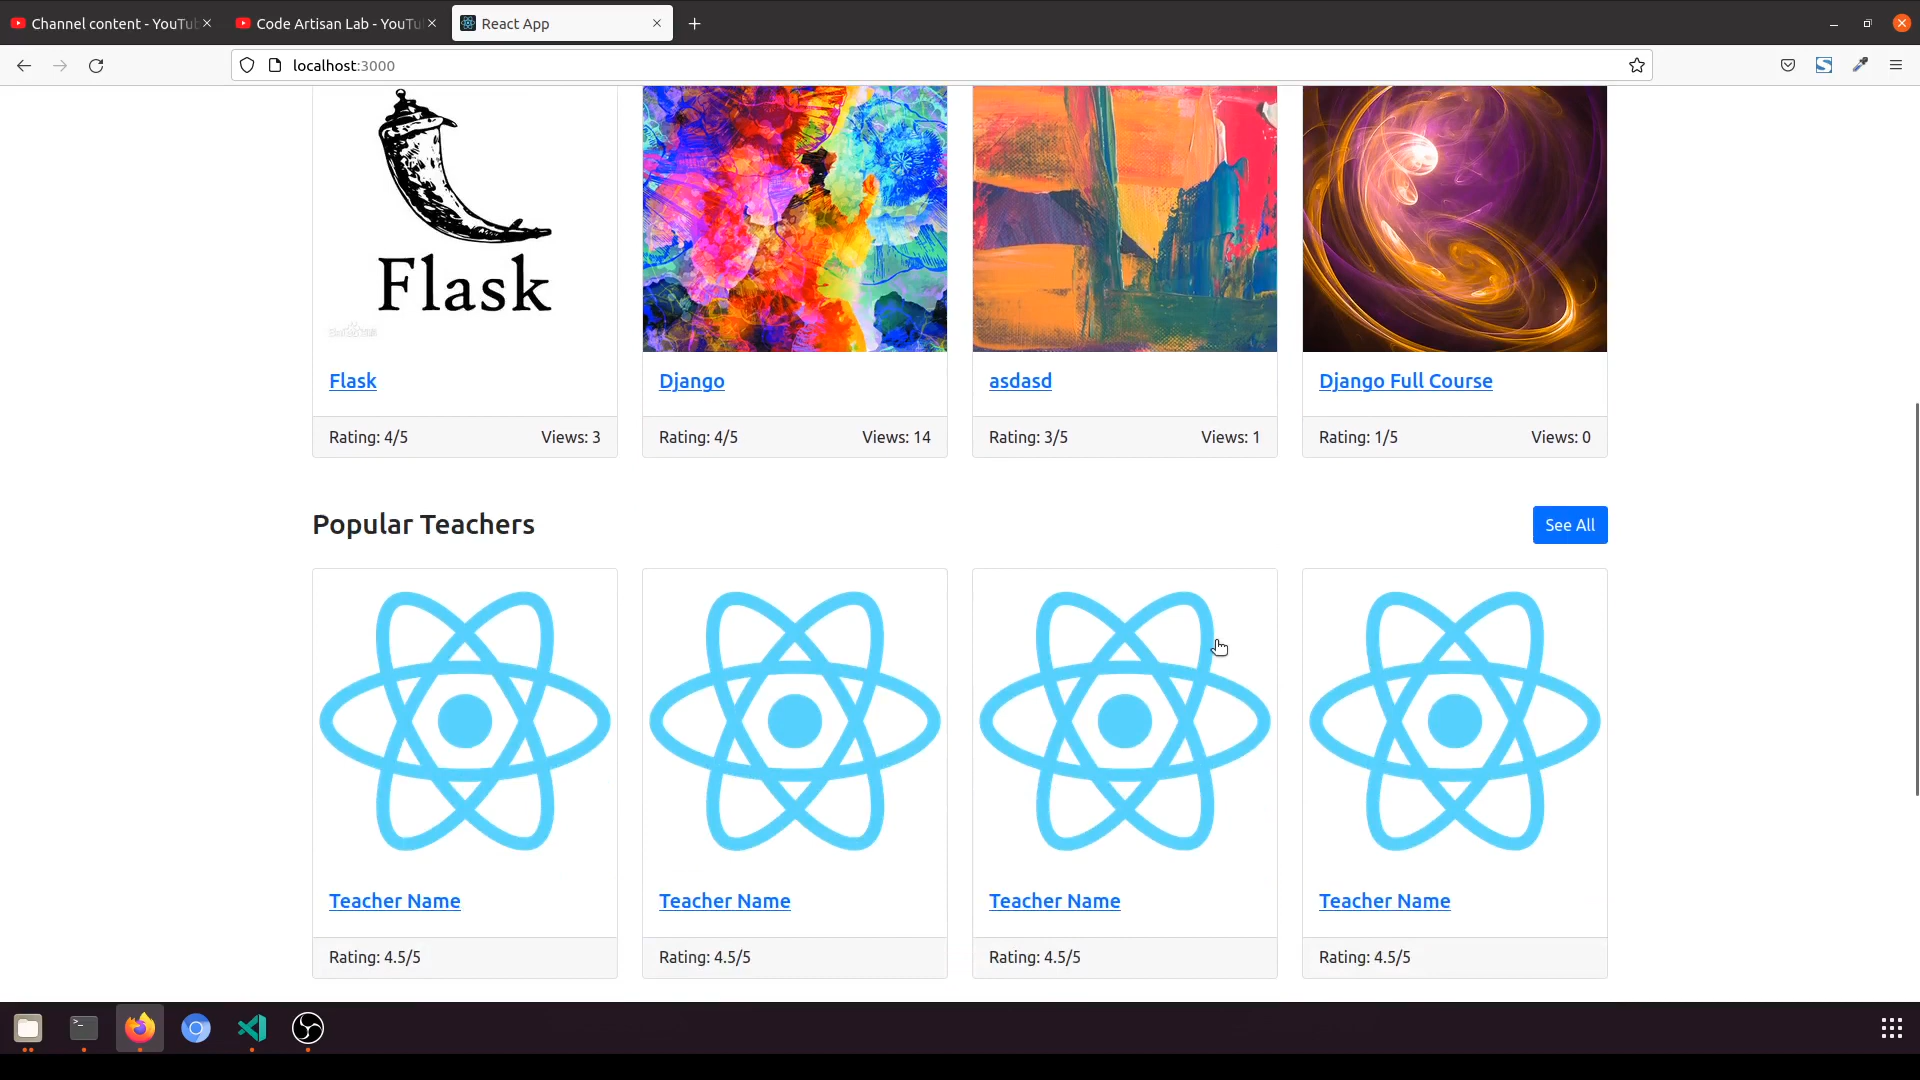 Channel content - YouTu
Code Artisan Lab - YouTu
React App
localhost:3000
Flask
Flask
Django
asdasd
Django Full Course
Rating: 4/5
Views: 3
Rating: 4/5
Views: 14
Rating: 3/5
Views: 1
Rating: 1/5
Views: 0
Popular Teachers
See All
Teacher Name
Teacher Name
Teacher Name
Teacher Name
Rating: 4.5/5
Rating: 4.5/5
Rating: 4.5/5
Rating: 4.5/5